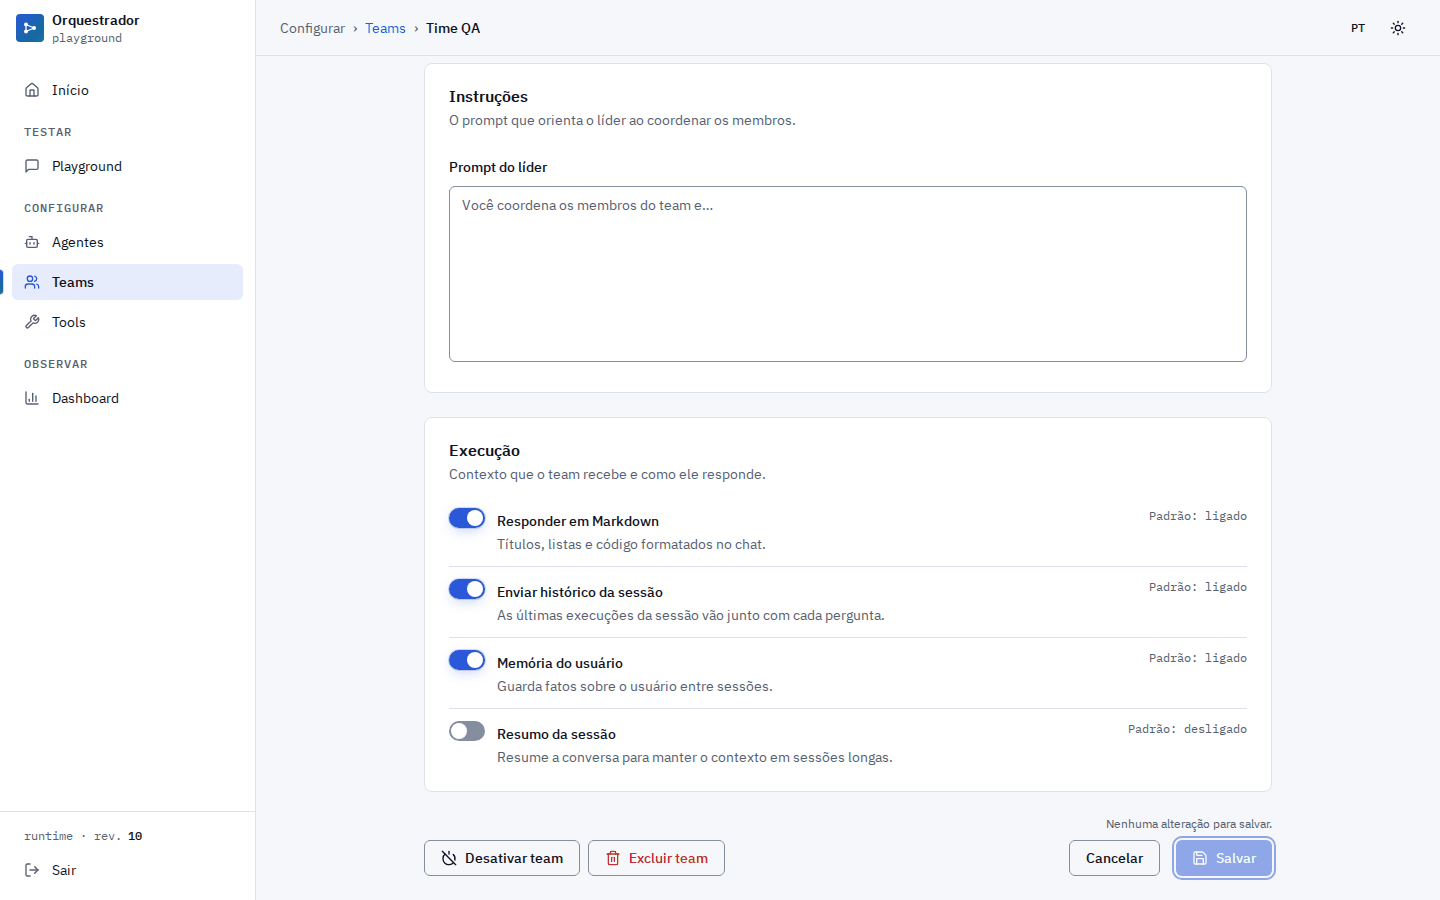 Orquestrador
playground
Início
TESTAR
Playground
CONFIGURAR
Agentes
Teams
Tools
OBSERVAR
Dashboard
runtime · rev. 10
Sair
Configurar › Teams › Time QA
PT
Instruções
O prompt que orienta o líder ao coordenar os membros.
Prompt do líder
Você coordena os membros do team e...
Execução
Contexto que o team recebe e como ele responde.
Responder em Markdown
Padrão: ligado
Títulos, listas e código formatados no chat.
Enviar histórico da sessão
Padrão: ligado
As últimas execuções da sessão vão junto com cada pergunta.
Memória do usuário
Padrão: ligado
Guarda fatos sobre o usuário entre sessões.
Resumo da sessão
Padrão: desligado
Resume a conversa para manter o contexto em sessões longas.
Nenhuma alteração para salvar.
Desativar team
Excluir team
Cancelar
Salvar